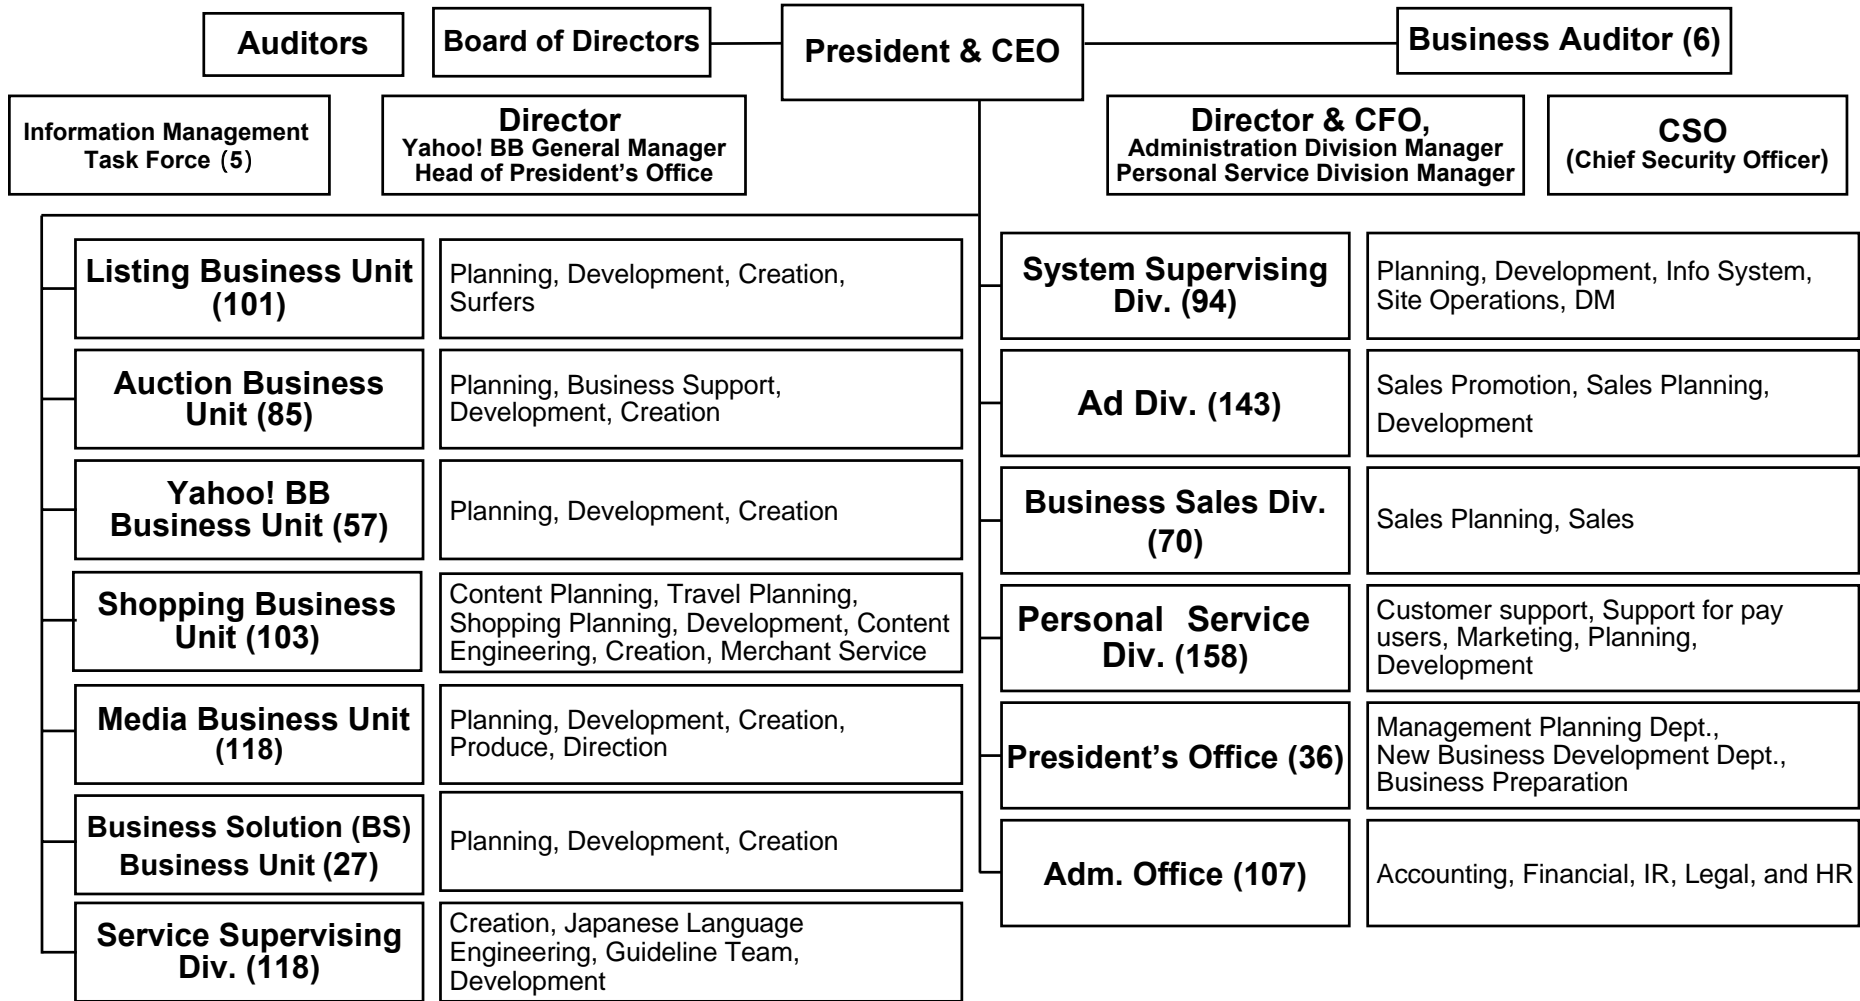 Auditors
Board of Directors
President & CEO
Business Auditor (6)
Information Management
Task Force (5)
Director
Yahoo! BB General Manager
Head of President’s Office
Director & CFO,
Administration Division Manager
Personal Service Division Manager
CSO
(Chief Security Officer)
Listing Business Unit
(101)
Planning, Development, Creation,
Surfers
Auction Business
Unit (85)
Planning, Business Support,
Development, Creation
Yahoo! BB
Business Unit (57)
Planning, Development, Creation
Shopping Business
Unit (103)
Content Planning, Travel Planning,
Shopping Planning, Development, Content
Engineering, Creation, Merchant Service
Media Business Unit
(118)
Planning, Development, Creation,
Produce, Direction
Business Solution (BS)
Business Unit (27)
Planning, Development, Creation
Service Supervising
Div. (118)
Creation, Japanese Language
Engineering, Guideline Team,
Development
System Supervising
Div. (94)
Planning, Development, Info System,
Site Operations, DM
Ad Div. (143)
Sales Promotion, Sales Planning,
Development
Business Sales Div.
(70)
Sales Planning, Sales
Personal Service
Div. (158)
Customer support, Support for pay
users, Marketing, Planning,
Development
President’s Office (36)
Management Planning Dept.,
New Business Development Dept.,
Business Preparation
Adm. Office (107)
Accounting, Financial, IR, Legal, and HR